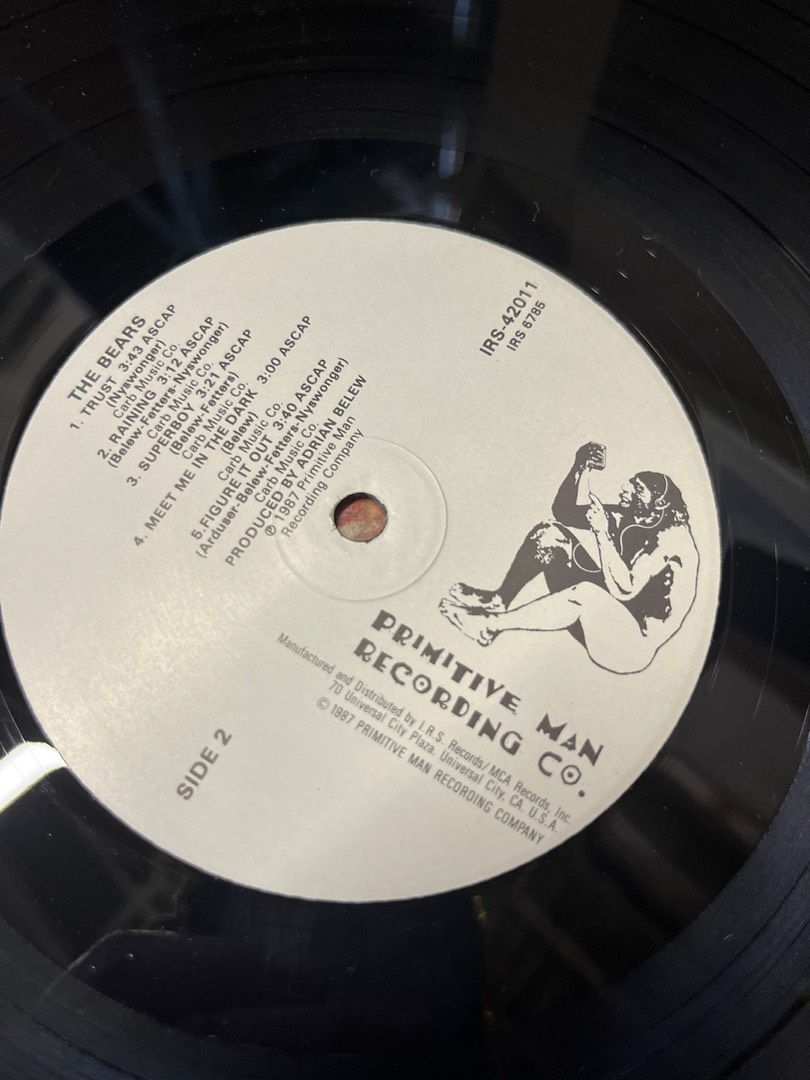 THE BEARS
1. TRUST 3:43 ASCAP
(Nyswonger)
Carb Music Co.
2. RAINING 3:12 ASCAP
(Belew-Fetters-Nyswonger)
Carb Music Co.
3. SUPERBOY 3:21 ASCAP
(Belew-Fetters)
Carb Music Co.
4. MEET ME IN THE DARK 3:00 ASCAP
(Belew)
Carb Music Co.
5.FIGURE IT OUT 3:40 ASCAP
(Arduser-Belew-Fetters-Nyswonger)
Carb Music Co.
PRODUCED BY ADRIAN BELEW
℗ 1987 Primitive Man
Recording Company
IRS-42011
IRS 6785
PRIMITIVE MAN
RECORDING CO.
Manufactured and Distributed by I.R.S. Records/MCA Records, Inc.
70 Universal City Plaza, Universal City, CA. U.S.A.
© 1987 PRIMITIVE MAN RECORDING COMPANY
SIDE 2